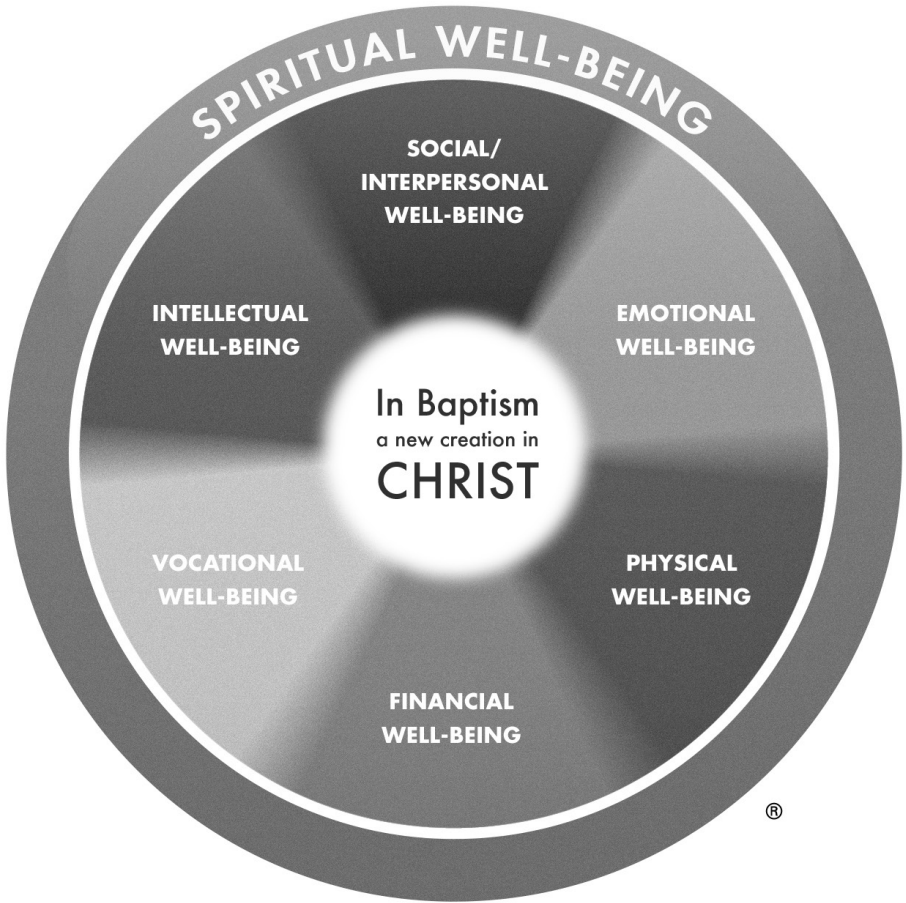 SPIRITUAL WELL-BEING
SOCIAL/
INTERPERSONAL
WELL-BEING
INTELLECTUAL
WELL-BEING
EMOTIONAL
WELL-BEING
In Baptism
a new creation in
CHRIST
VOCATIONAL
WELL-BEING
PHYSICAL
WELL-BEING
FINANCIAL
WELL-BEING
®